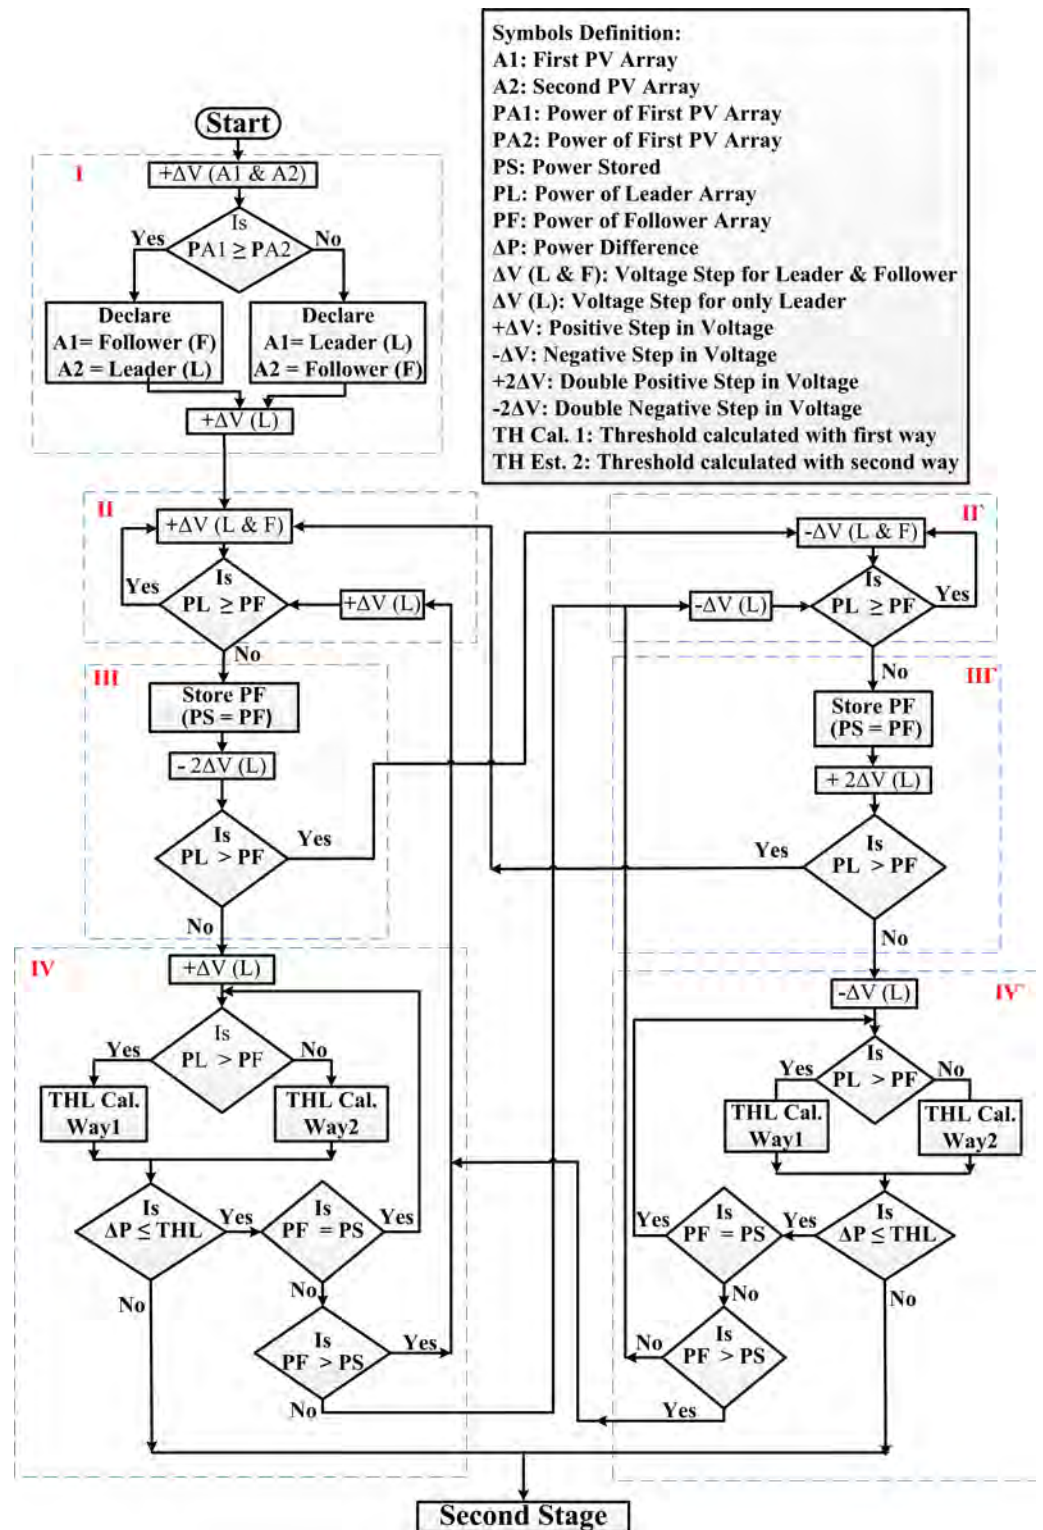 Symbols Definition:
A1: First PV Array
A2: Second PV Array
PA1: Power of First PV Array
PA2: Power of First PV Array
PS: Power Stored
PL: Power of Leader Array
PF: Power of Follower Array
ΔP: Power Difference
ΔV (L & F): Voltage Step for Leader & Follower
ΔV (L): Voltage Step for only Leader
+ΔV: Positive Step in Voltage
-ΔV: Negative Step in Voltage
+2ΔV: Double Positive Step in Voltage
-2ΔV: Double Negative Step in Voltage
TH Cal. 1: Threshold calculated with first way
TH Est. 2: Threshold calculated with second way
Start
I
+ΔV (A1 & A2)
Is
PA1 ≥ PA2
Yes
No
Declare
A1= Follower (F)
A2 = Leader (L)
Declare
A1= Leader (L)
A2 = Follower (F)
+ΔV (L)
II
+ΔV (L & F)
Is
PL ≥ PF
Yes
+ΔV (L)
No
III
Store PF
(PS = PF)
- 2ΔV (L)
Is
PL > PF
Yes
No
IV
+ΔV (L)
Is
PL > PF
Yes
No
THL Cal.
Way1
THL Cal.
Way2
Is
ΔP ≤ THL
Yes
Is
PF = PS
Yes
No
No
Is
PF > PS
Yes
No
II`
-ΔV (L & F)
-ΔV (L)
Is
PL ≥ PF
Yes
No
III`
Store PF
(PS = PF)
+ 2ΔV (L)
Is
PL > PF
Yes
No
IV`
-ΔV (L)
Is
PL > PF
Yes
No
THL Cal.
Way1
THL Cal.
Way2
Is
ΔP ≤ THL
Yes
Is
PF = PS
Yes
No
No
Is
PF > PS
No
Yes
Second Stage